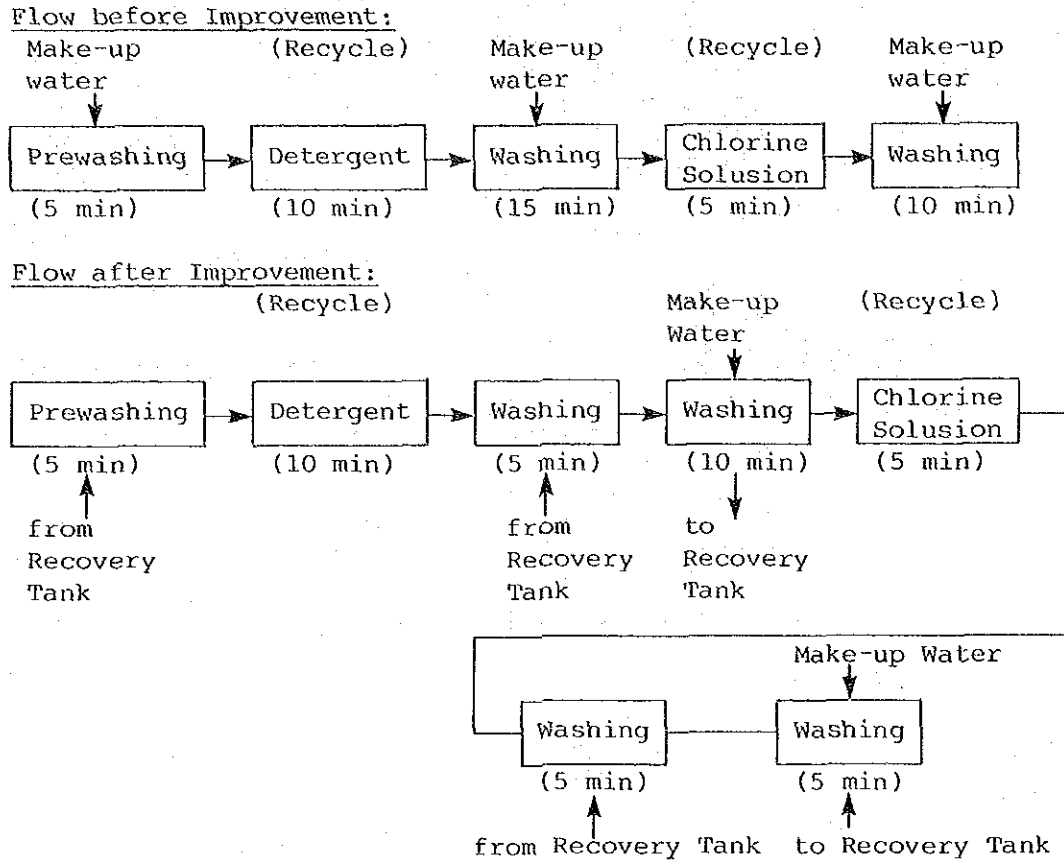 Flow before Improvement:
Make-up water
(Recycle)
Make-up water
(Recycle)
Make-up water
Prewashing
Detergent
Washing
Chlorine Solusion
Washing
(5 min)
(10 min)
(15 min)
(5 min)
(10 min)
Flow after Improvement:
(Recycle)
Make-up Water
(Recycle)
Prewashing
Detergent
Washing
Washing
Chlorine Solusion
(5 min)
(10 min)
(5 min)
(10 min)
(5 min)
from Recovery Tank
from Recovery Tank
to Recovery Tank
Make-up Water
Washing
Washing
(5 min)
(5 min)
from Recovery Tank
to Recovery Tank